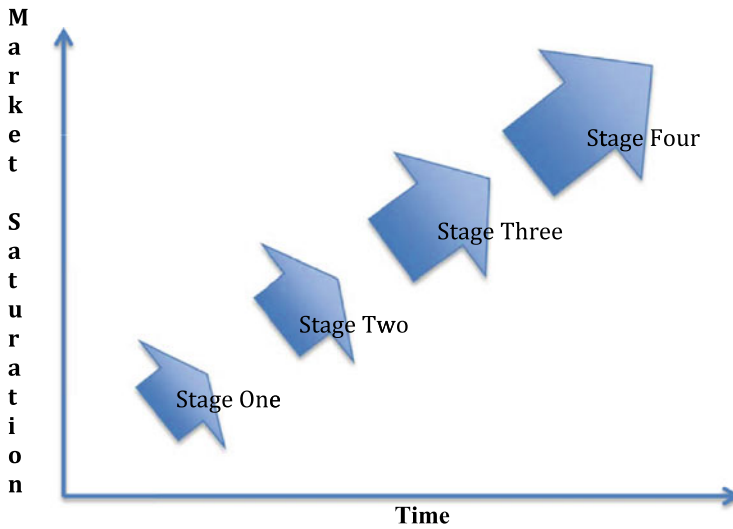 Market Saturation
Stage Four
Stage Three
Stage Two
Stage One
Time